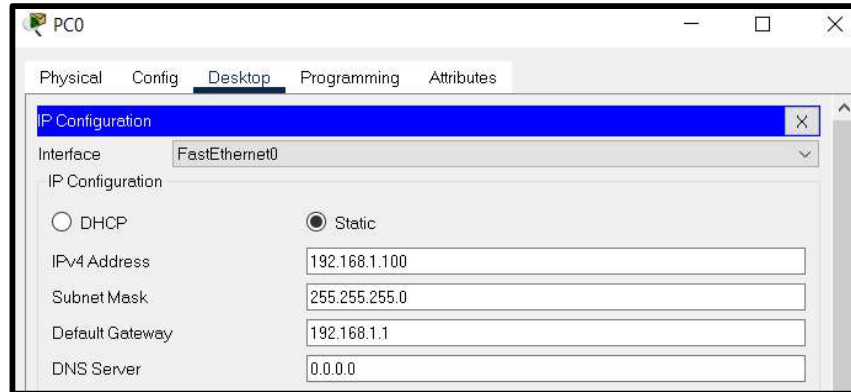 PC0
Physical Config Desktop Programming Attributes
IP Configuration X
Interface FastEthernet0
IP Configuration
DHCP Static
IPv4 Address 192.168.1.100
Subnet Mask 255.255.255.0
Default Gateway 192.168.1.1
DNS Server 0.0.0.0